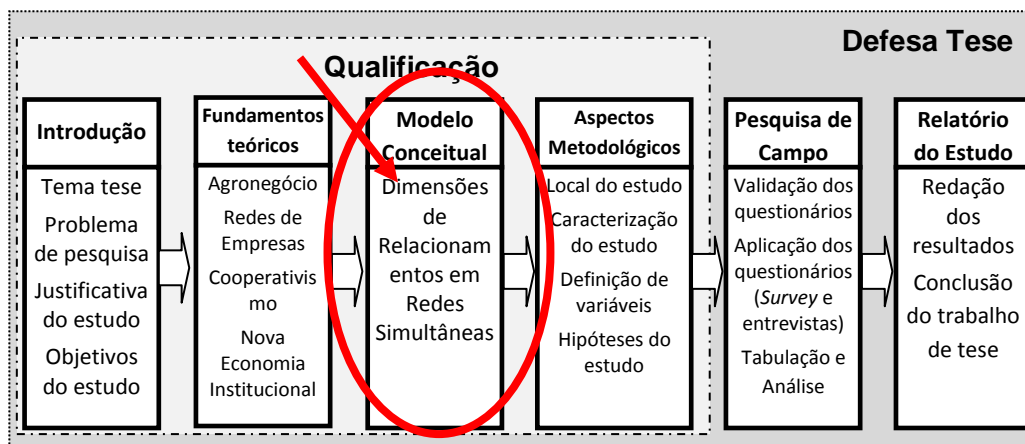 Defesa Tese
Qualificação
Introdução
Tema tese
Problema
de pesquisa
Justificativa
do estudo
Objetivos
do estudo
Fundamentos
teóricos
Agronegócio
Redes de
Empresas
Cooperativis
mo
Nova
Economia
Institucional
Modelo
Conceitual
Dimensões
de
Relacionam
entos em
Redes
Simultâneas
Aspectos
Metodológicos
Local do estudo
Caracterização
do estudo
Definição de
variáveis
Hipóteses do
estudo
Pesquisa de
Campo
Validação dos
questionários
Aplicação dos
questionários
(Survey e
entrevistas)
Tabulação e
Análise
Relatório
do Estudo
Redação
dos
resultados
Conclusão
do trabalho
de tese